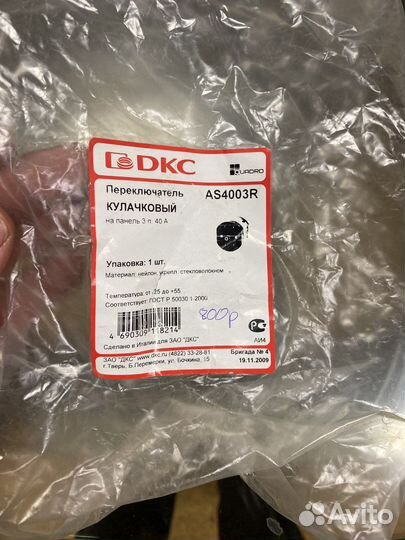 DKC
QUADRO
Переключатель AS4003R
КУЛАЧКОВЫЙ
на панель 3 п. 40 А
Упаковка: 1 шт.
Материал: нейлон, укрепл. стекловолокном
Температура: от -25 до +55
Соответствует: ГОСТ Р 50030.1-2000
800р
4 690309 118214
АИ4
Сделано в Италии для ЗАО "ДКС"
ЗАО "ДКС" www.dkc.ru (4822) 33-28-81
г.Тверь, Б.Перемерки, ул. Бочкина, 15
Бригада № 4
19.11.2009
Avito